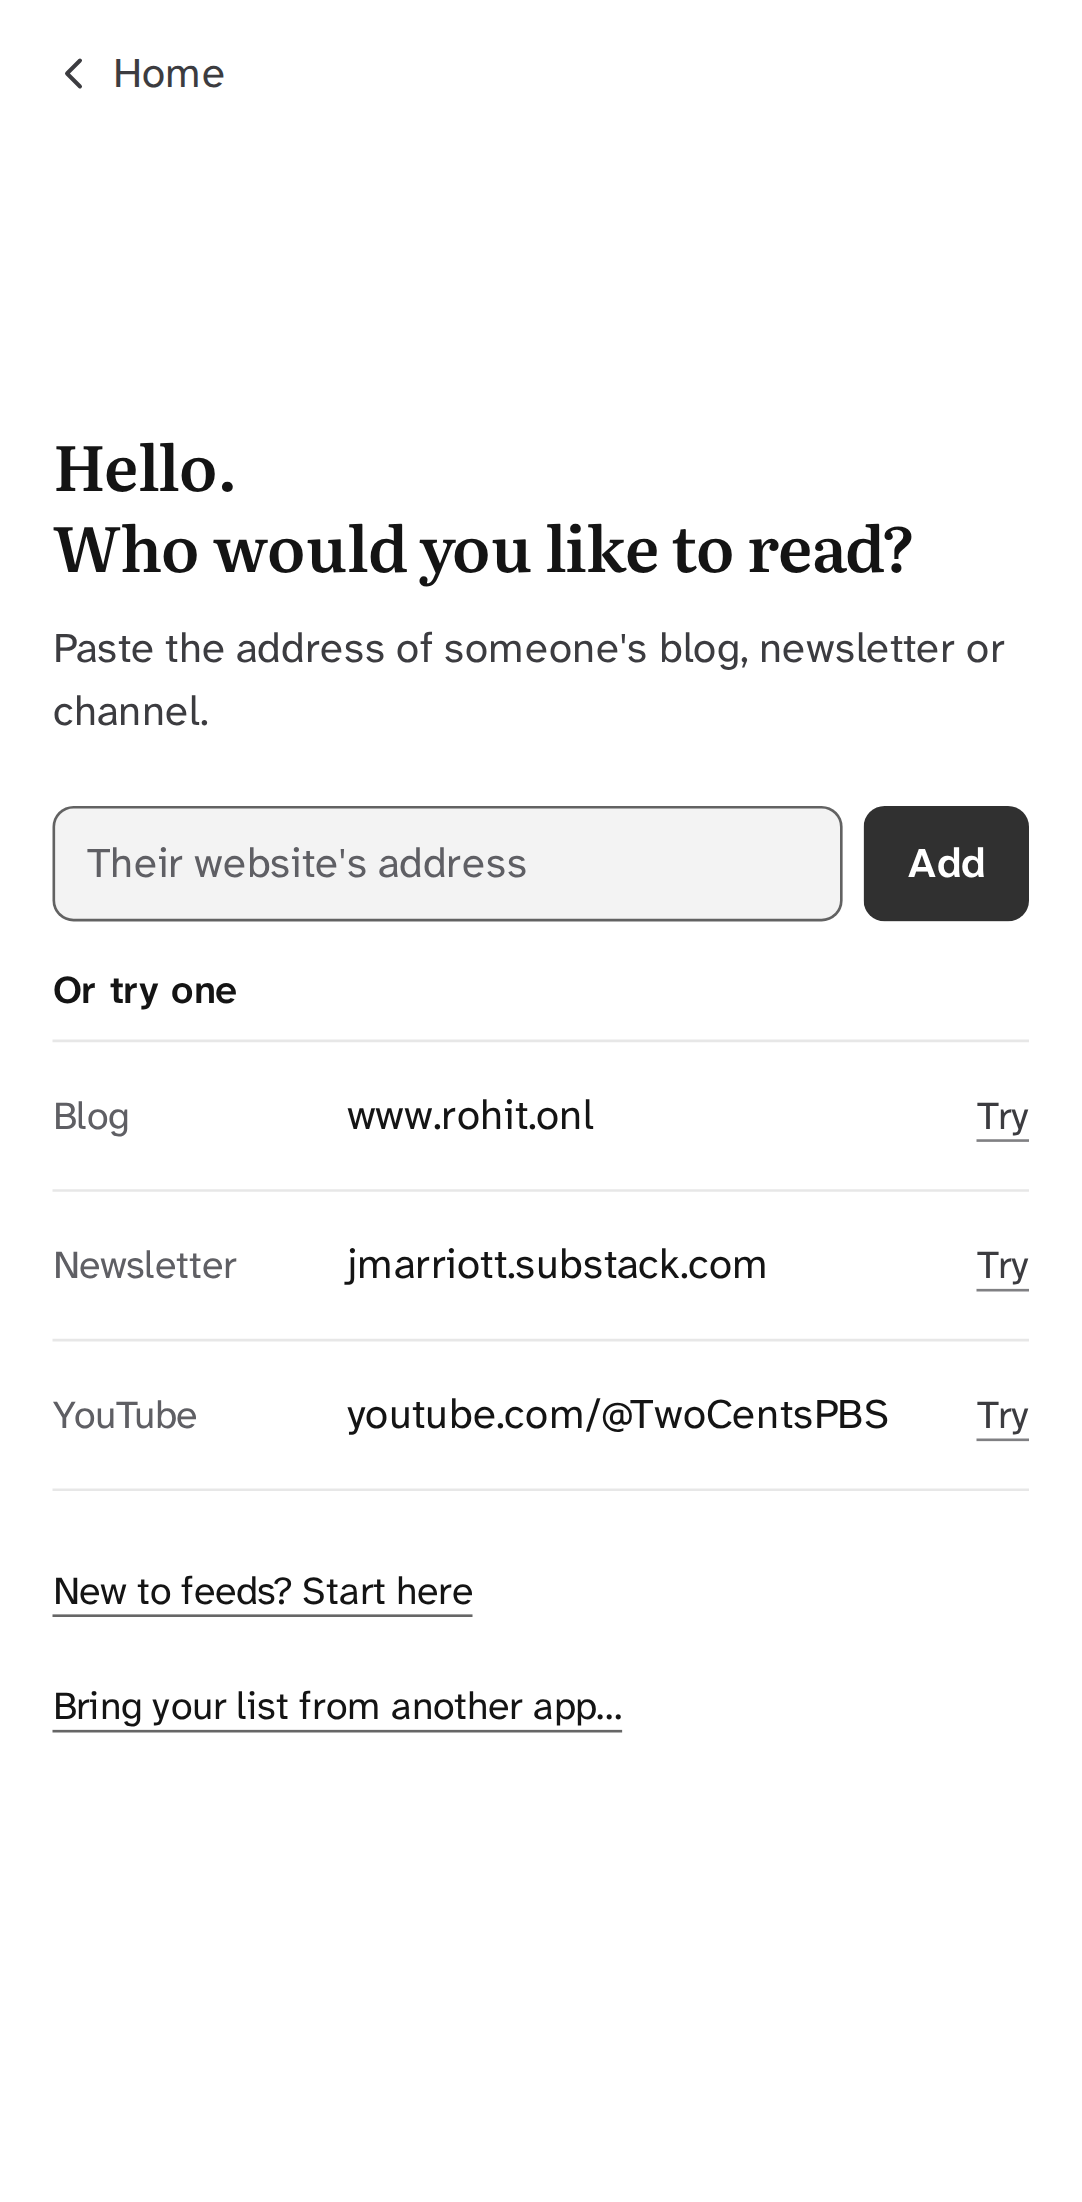 Home
Hello.
Who would you like to read?
Paste the address of someone's blog, newsletter or
channel.
Their website's address
Add
Or try one
Blog www.rohit.onl Try
Newsletter jmarriott.substack.com Try
YouTube youtube.com/@TwoCentsPBS Try
New to feeds? Start here
Bring your list from another app...